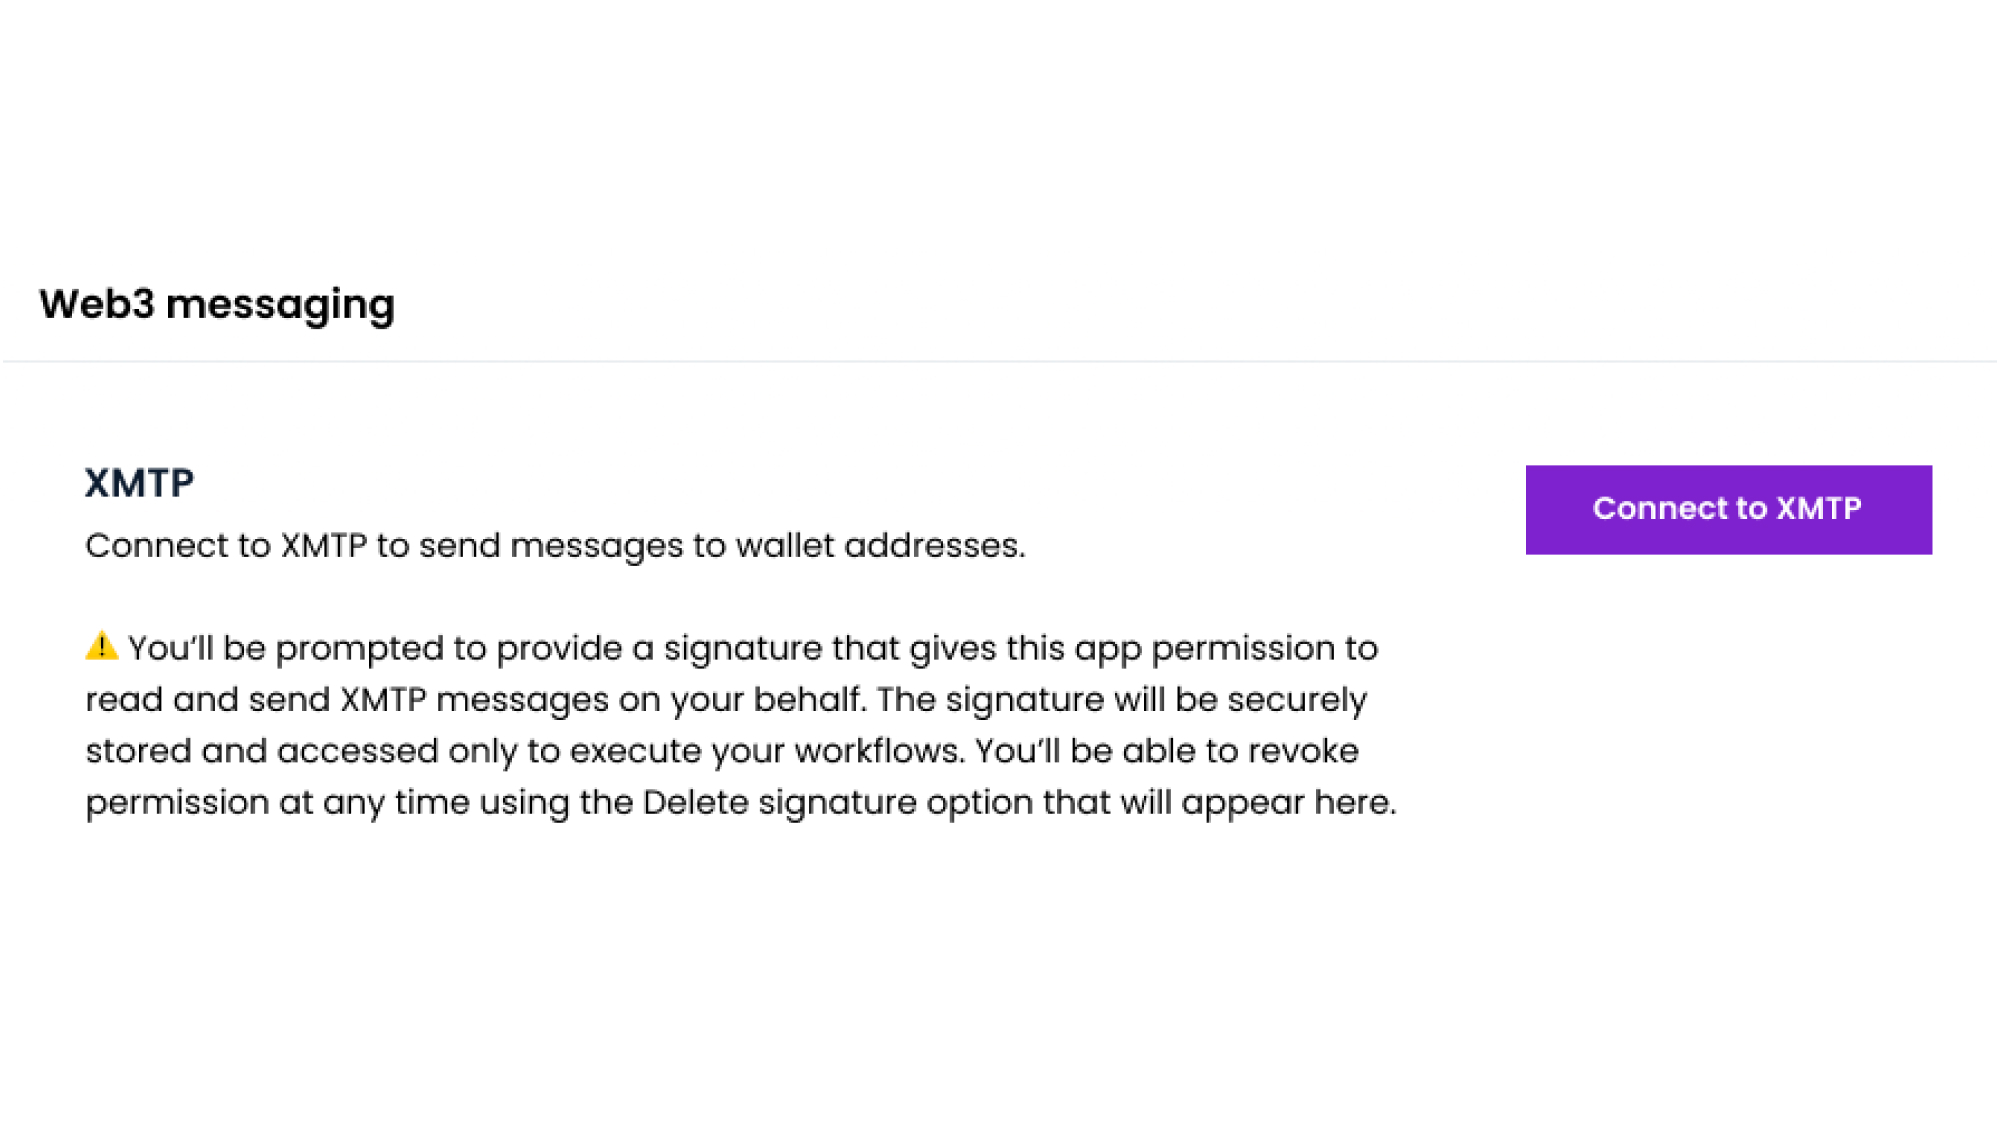 Web3 messaging
XMTP
Connect to XMTP
Connect to XMTP to send messages to wallet addresses.
⚠️ You’ll be prompted to provide a signature that gives this app permission to
read and send XMTP messages on your behalf. The signature will be securely
stored and accessed only to execute your workflows. You’ll be able to revoke
permission at any time using the Delete signature option that will appear here.